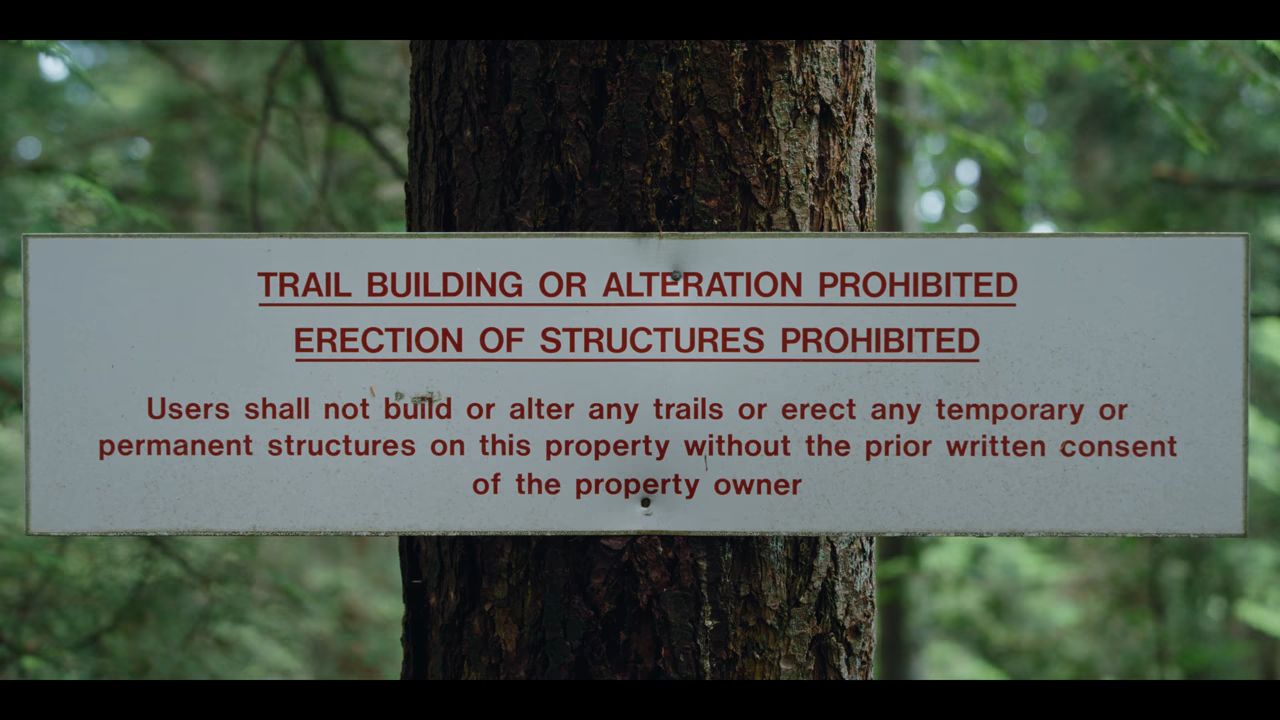 TRAIL BUILDING OR ALTERATION PROHIBITED
ERECTION OF STRUCTURES PROHIBITED
Users shall not build or alter any trails or erect any temporary or
permanent structures on this property without the prior written consent
of the property owner